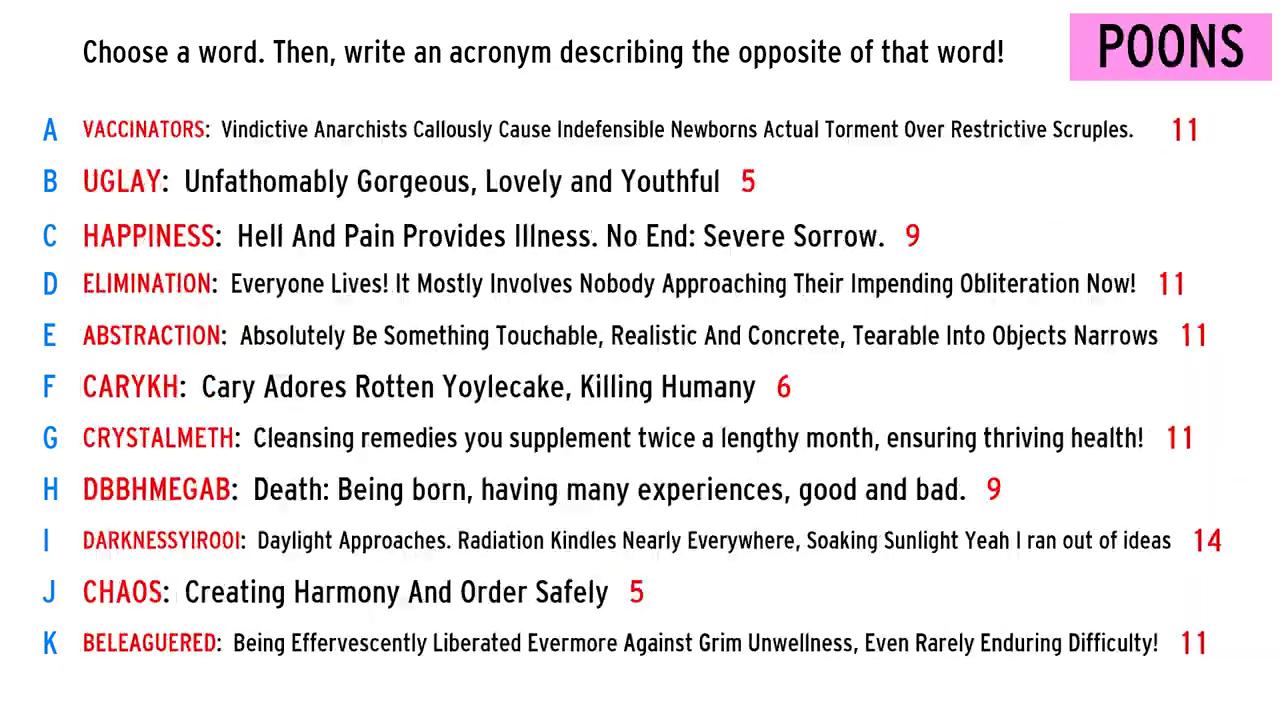 Choose a word. Then, write an acronym describing the opposite of that word!
POONS
A VACCINATORS: Vindictive Anarchists Callously Cause Indefensible Newborns Actual Torment Over Restrictive Scruples. 11
B UGLAY: Unfathomably Gorgeous, Lovely and Youthful 5
C HAPPINESS: Hell And Pain Provides Illness. No End: Severe Sorrow. 9
D ELIMINATION: Everyone Lives! It Mostly Involves Nobody Approaching Their Impending Obliteration Now! 11
E ABSTRACTION: Absolutely Be Something Touchable, Realistic And Concrete, Tearable Into Objects Narrows 11
F CARYKH: Cary Adores Rotten Yoylecake, Killing Humany 6
G CRYSTALMETH: Cleansing remedies you supplement twice a lengthy month, ensuring thriving health! 11
H DBBHMEGAB: Death: Being born, having many experiences, good and bad. 9
I DARKNESSYIROOI: Daylight Approaches. Radiation Kindles Nearly Everywhere, Soaking Sunlight Yeah I ran out of ideas 14
J CHAOS: Creating Harmony And Order Safely 5
K BELEAGUERED: Being Effervescently Liberated Evermore Against Grim Unwellness, Even Rarely Enduring Difficulty! 11